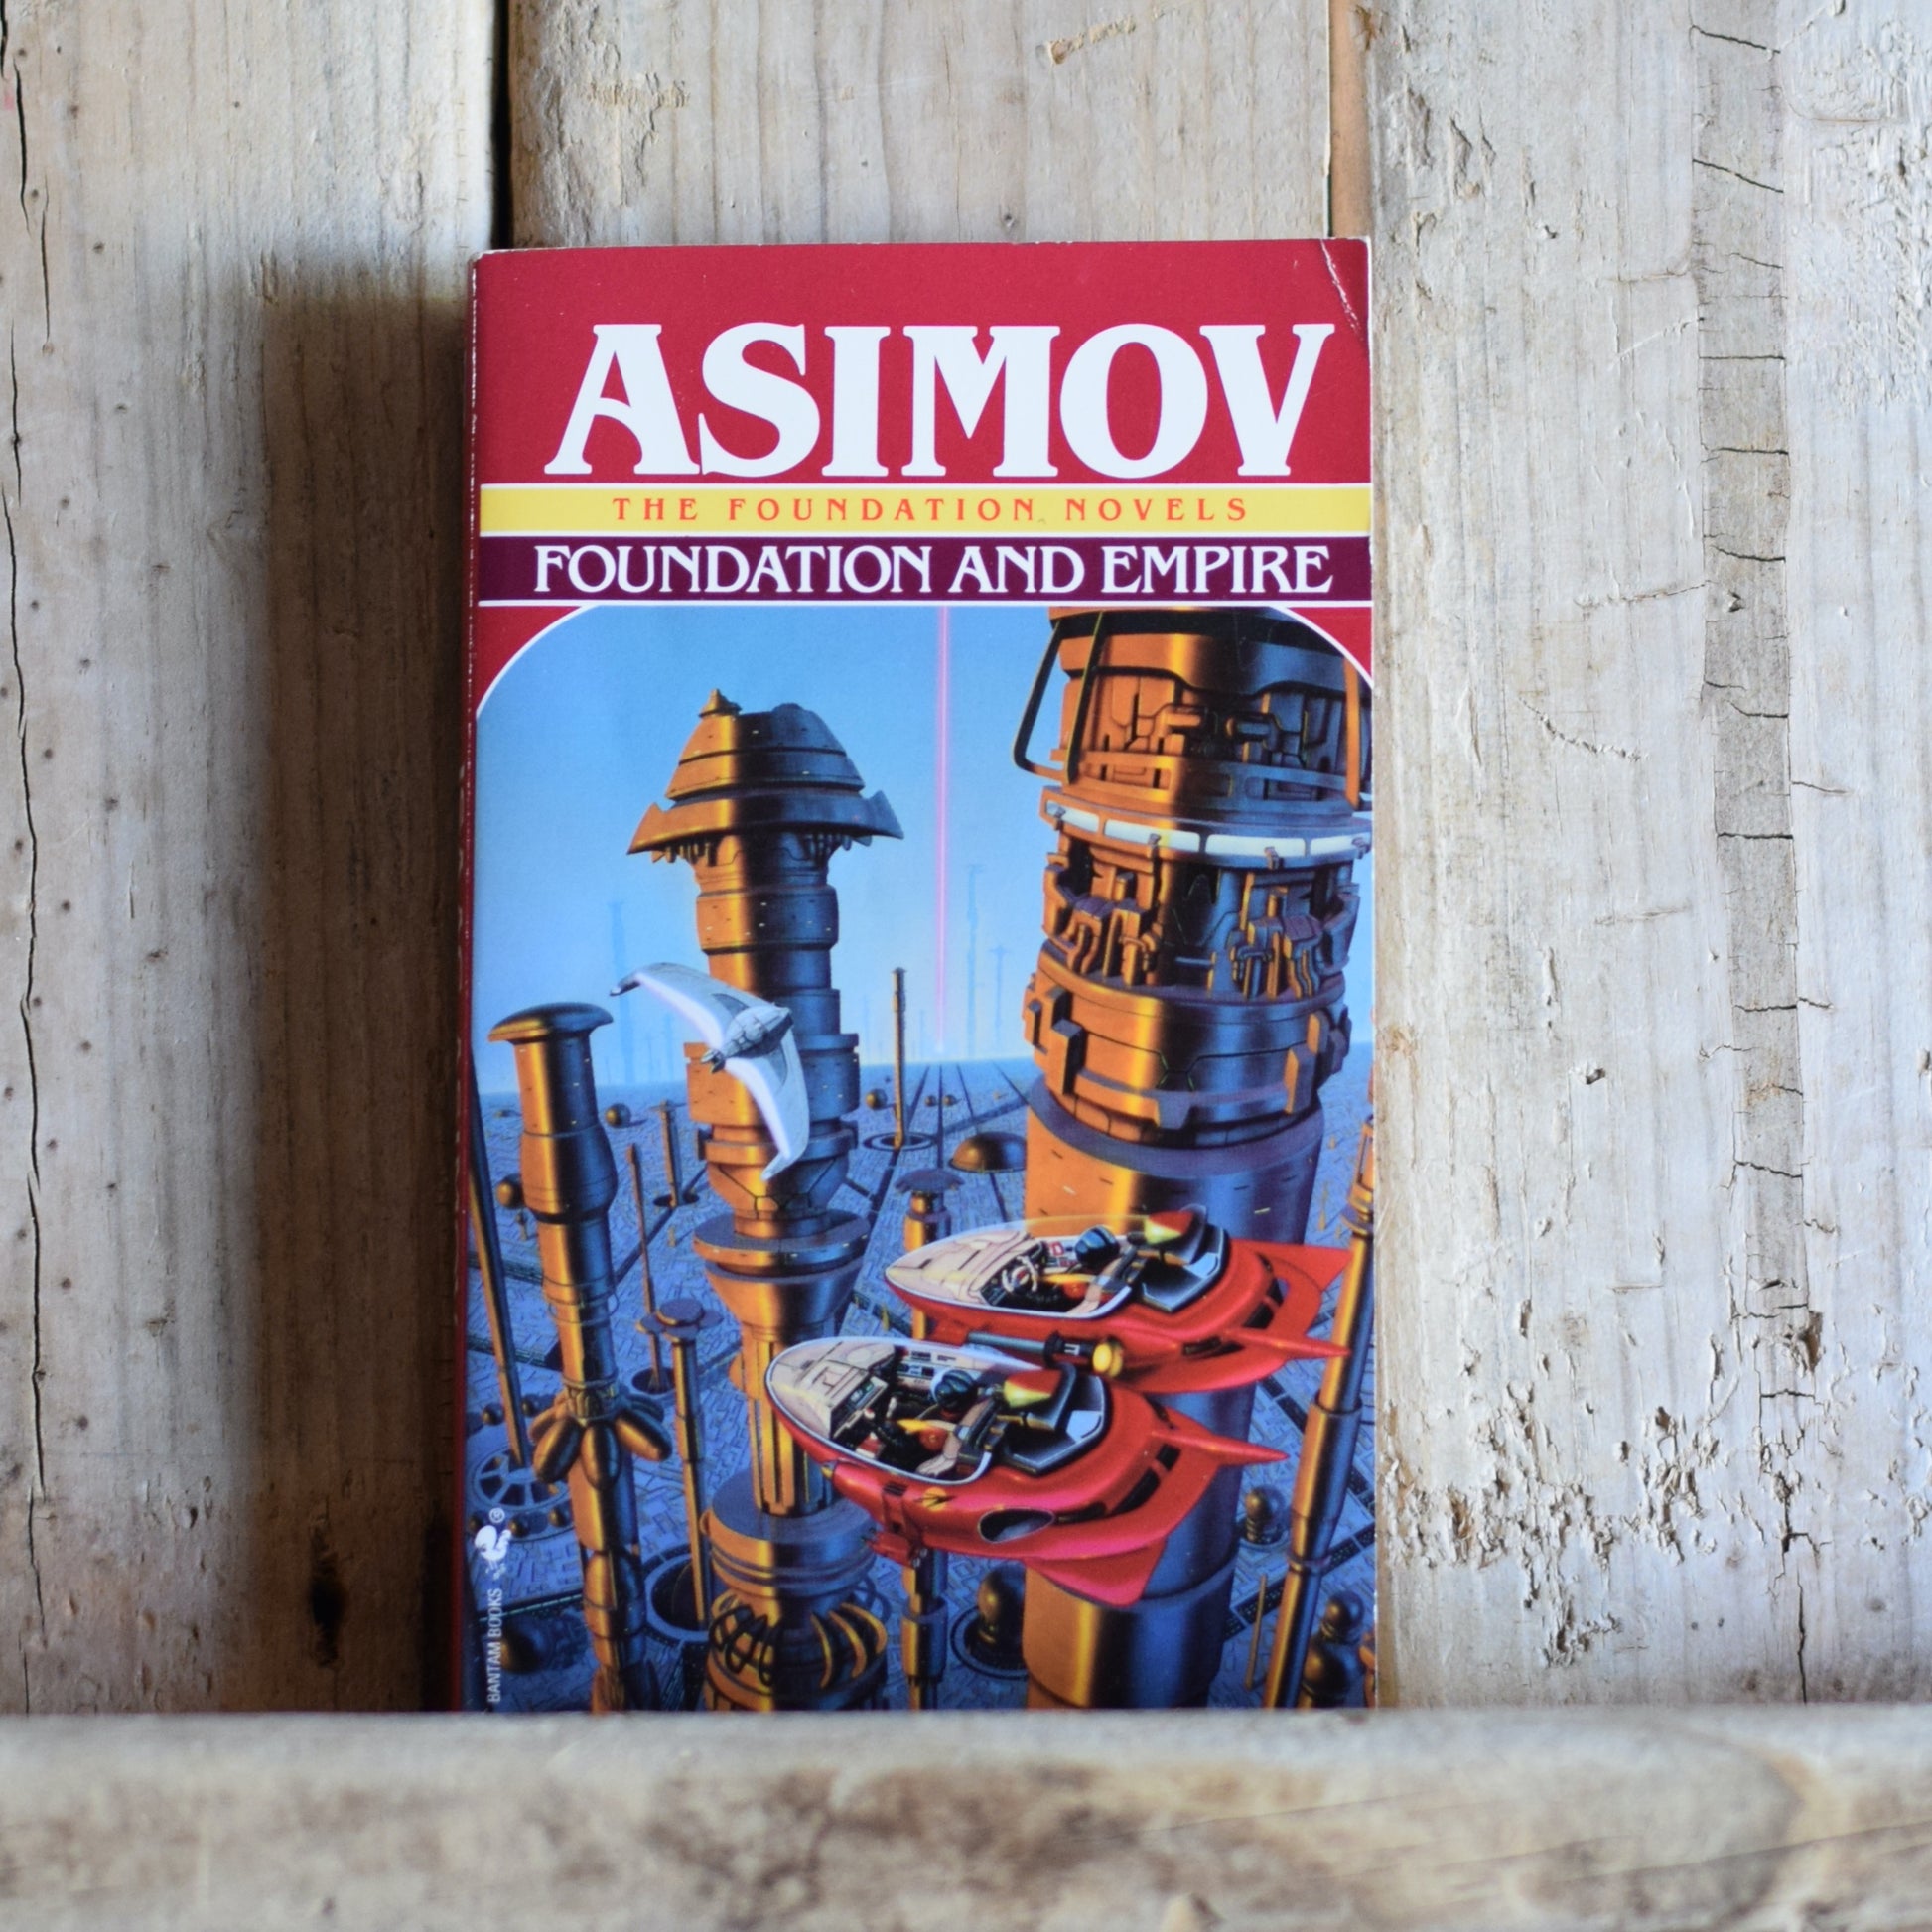 ASIMOV
THE FOUNDATION NOVELS
FOUNDATION AND EMPIRE
BANTAM BOOKS ®